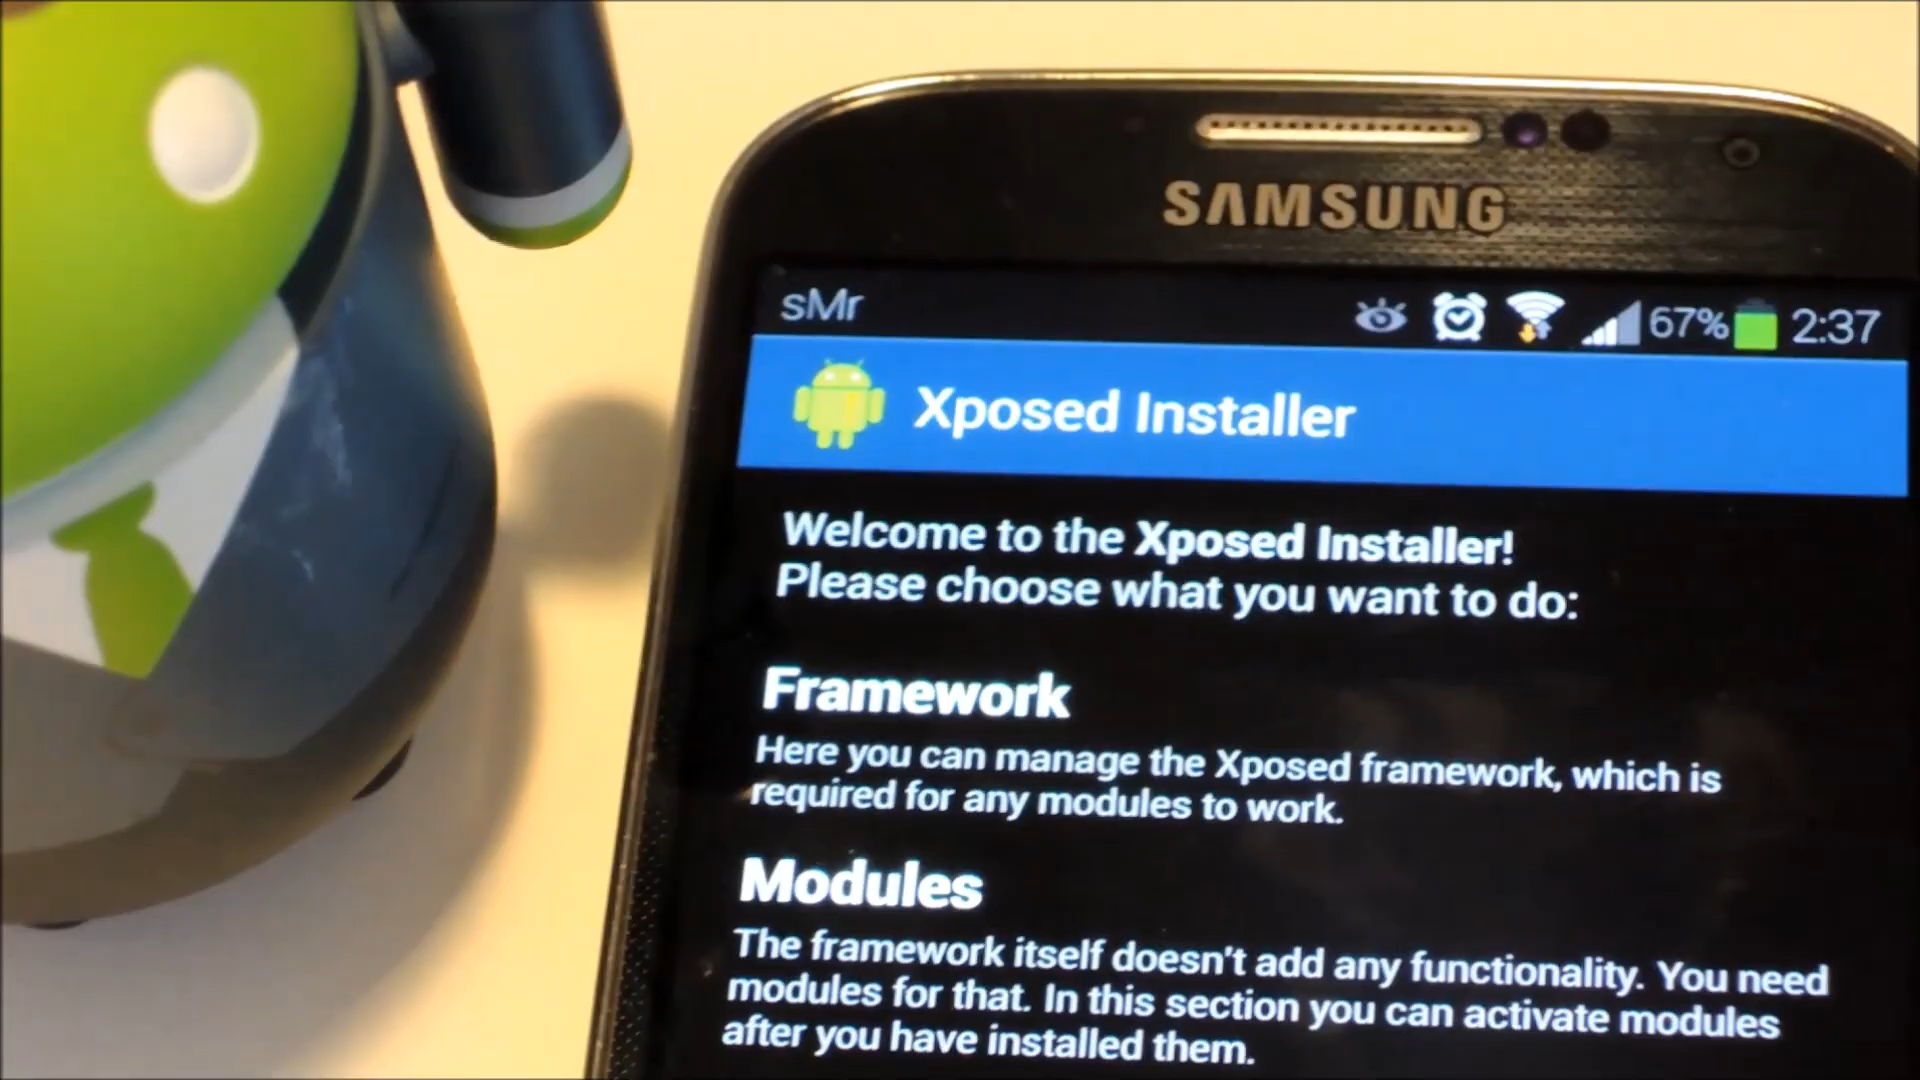 SAMSUNG
sMr 67% 2:37
Xposed Installer
Welcome to the Xposed Installer!
Please choose what you want to do:
Framework
Here you can manage the Xposed framework, which is
required for any modules to work.
Modules
The framework itself doesn't add any functionality. You need
modules for that. In this section you can activate modules
after you have installed them.